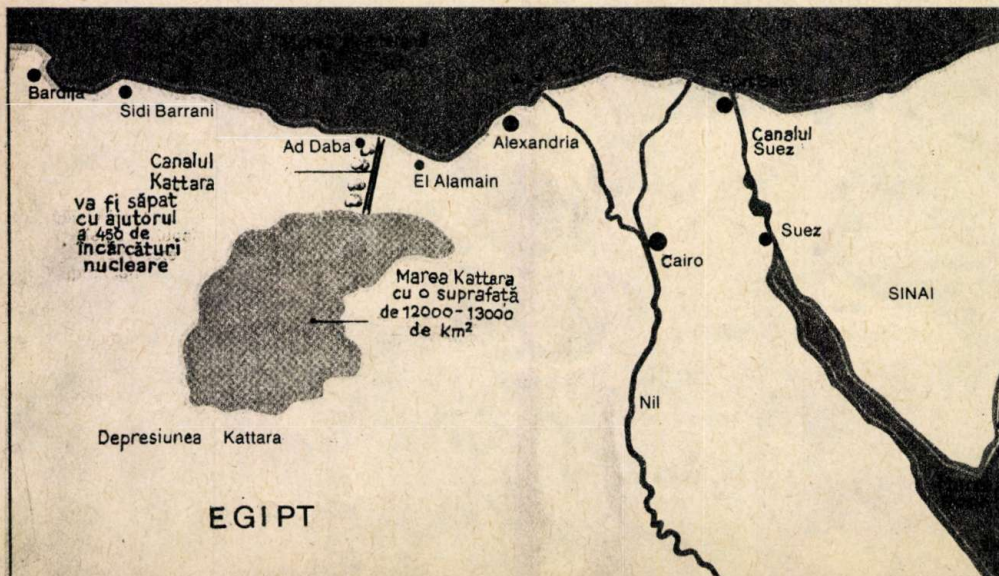 Bardija
Sidi Barrani
Ad Daba
El Alamain
Alexandria
Canalul
Suez
Canalul
Kattara
va fi săpat
cu ajutorul
a 450 de
încărcături
nucleare
Suez
Cairo
Marea Kattara
cu o suprafață
de 12000-13000
de km²
SINAI
Nil
Depresiunea Kattara
EGIPT